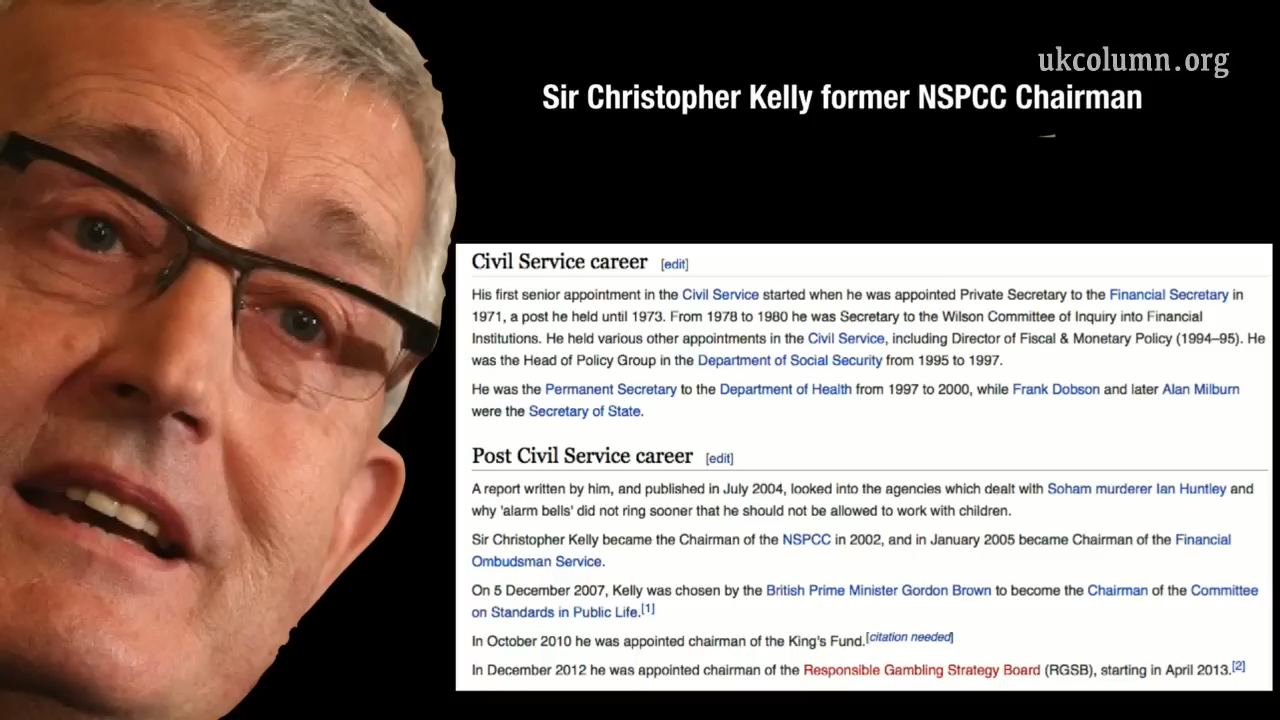 ukcolumn.org
Sir Christopher Kelly former NSPCC Chairman
Civil Service career [edit]
His first senior appointment in the Civil Service started when he was appointed Private Secretary to the Financial Secretary in
1971, a post he held until 1973. From 1978 to 1980 he was Secretary to the Wilson Committee of Inquiry into Financial
Institutions. He held various other appointments in the Civil Service, including Director of Fiscal & Monetary Policy (1994–95). He
was the Head of Policy Group in the Department of Social Security from 1995 to 1997.
He was the Permanent Secretary to the Department of Health from 1997 to 2000, while Frank Dobson and later Alan Milburn
were the Secretary of State.
Post Civil Service career [edit]
A report written by him, and published in July 2004, looked into the agencies which dealt with Soham murderer Ian Huntley and
why 'alarm bells' did not ring sooner that he should not be allowed to work with children.
Sir Christopher Kelly became the Chairman of the NSPCC in 2002, and in January 2005 became Chairman of the Financial
Ombudsman Service.
On 5 December 2007, Kelly was chosen by the British Prime Minister Gordon Brown to become the Chairman of the Committee
on Standards in Public Life.[1]
In October 2010 he was appointed chairman of the King's Fund.[citation needed]
In December 2012 he was appointed chairman of the Responsible Gambling Strategy Board (RGSB), starting in April 2013.[2]